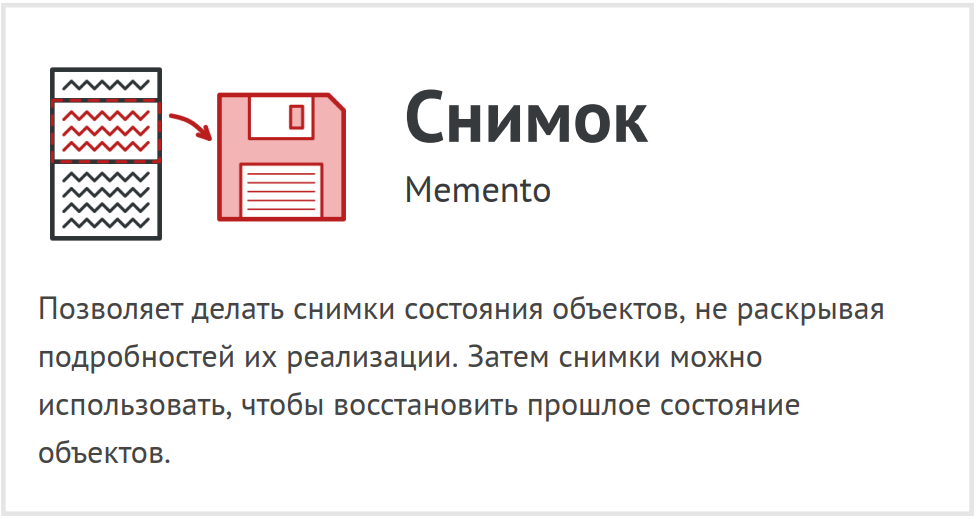 Снимок
Memento
Позволяет делать снимки состояния объектов, не раскрывая
подробностей их реализации. Затем снимки можно
использовать, чтобы восстановить прошлое состояние
объектов.